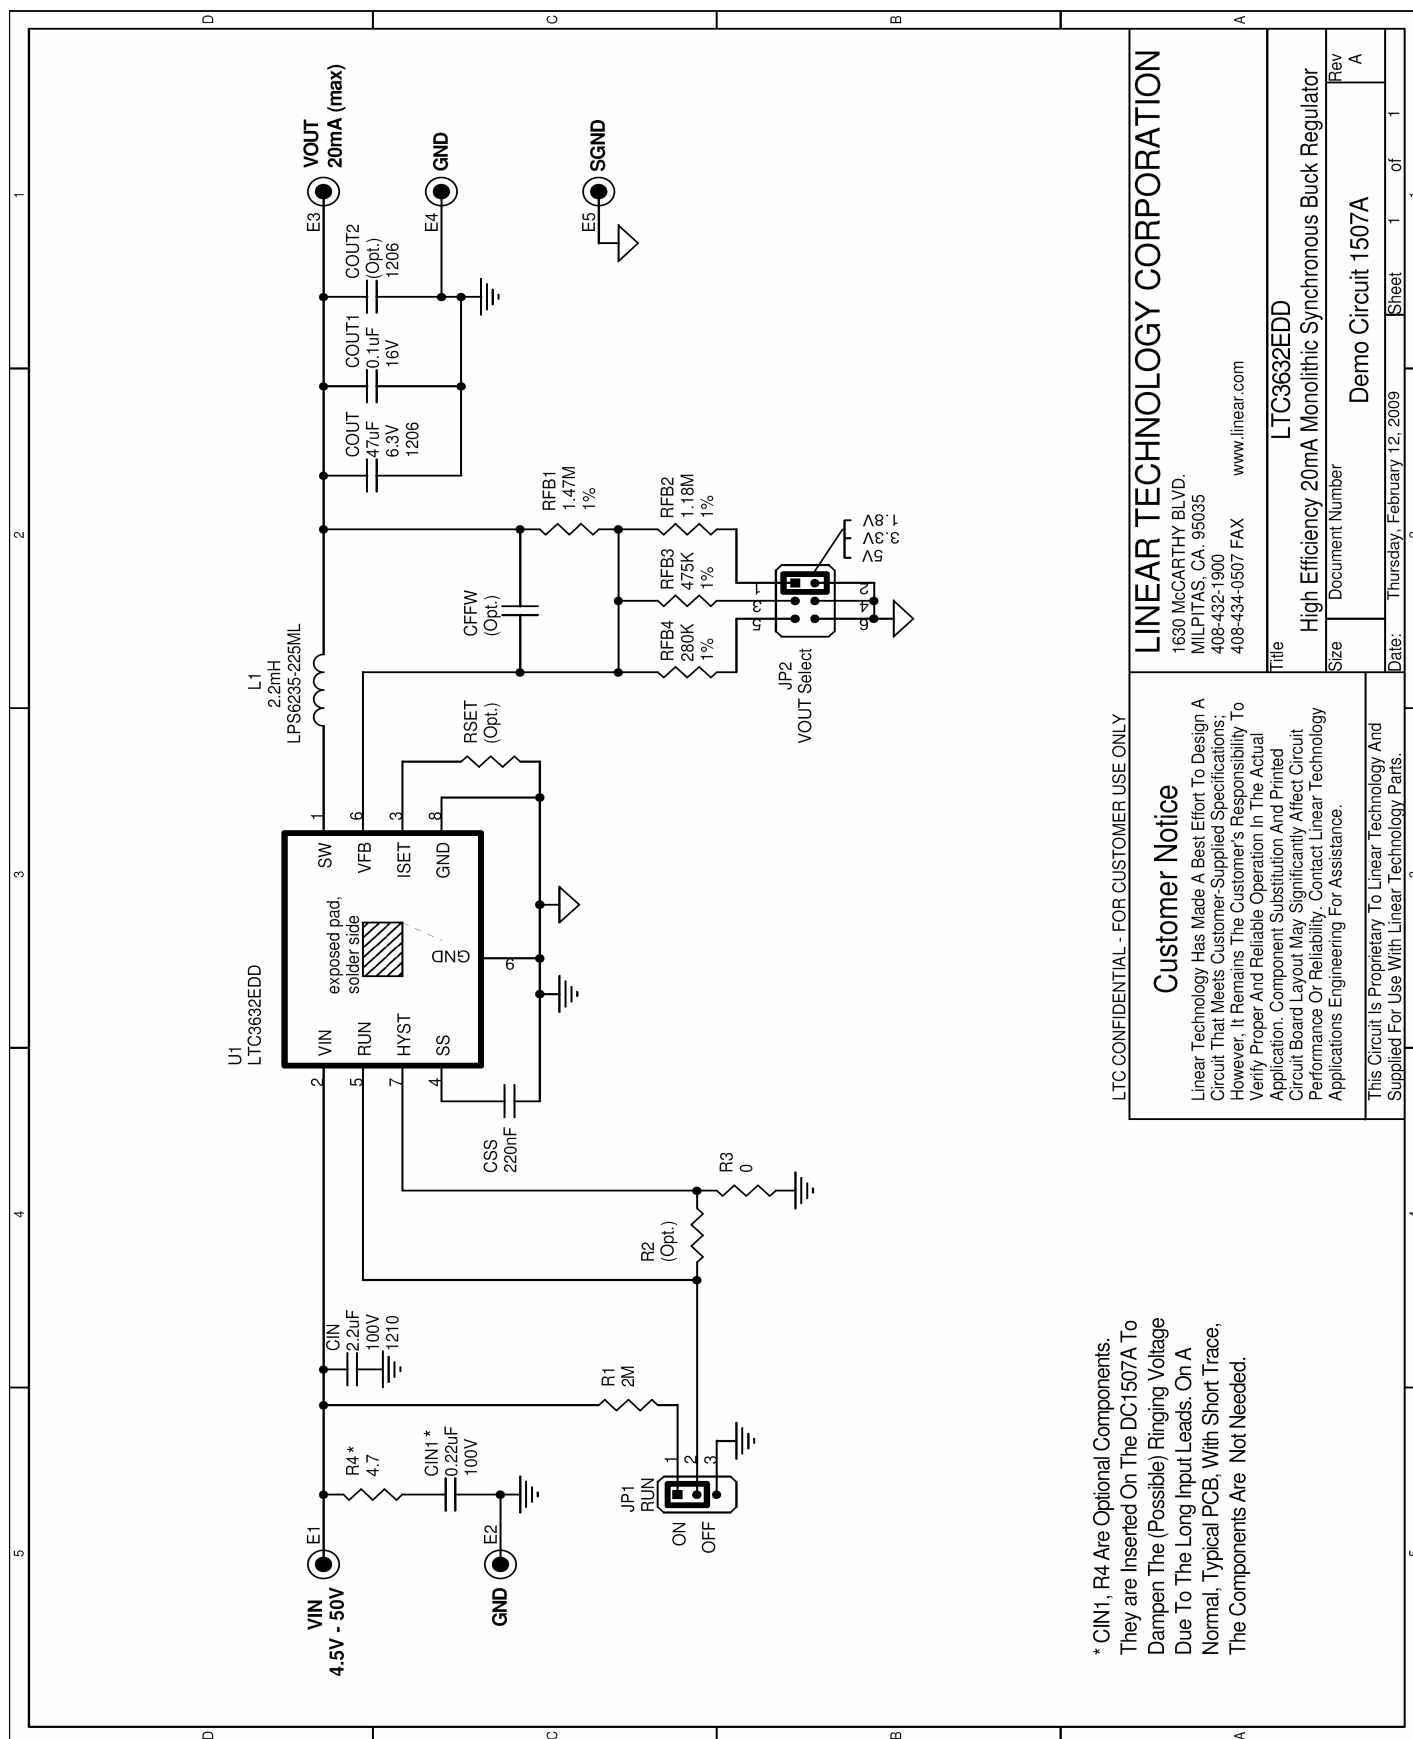 5
4
3
2
1
D
C
B
A
D
C
B
A
VIN
4.5V - 50V
E1
GND
E2
R4*
4.7
CIN1*
0.22uF
100V
CIN
2.2uF
100V
1210
R1
2M
JP1
RUN
ON
OFF
1
2
3
R2
(Opt.)
R3
0
CSS
220nF
U1
LTC3632EDD
VIN
RUN
HYST
SS
2
5
7
4
exposed pad,
solder side
GND
9
SW
VFB
ISET
GND
1
6
3
8
RSET
(Opt.)
L1
2.2mH
LPS6235-225ML
CFFW
(Opt.)
RFB1
1.47M
1%
RFB2
1.18M
1%
RFB3
475K
1%
RFB4
280K
1%
JP2
VOUT Select
1
3
5
2
4
6
5V
3.3V
1.8V
COUT
47uF
6.3V
1206
COUT1
0.1uF
16V
COUT2
(Opt.)
1206
E3
VOUT
20mA (max)
E4
GND
E5
SGND
* CIN1, R4 Are Optional Components.
They are Inserted On The DC1507A To
Dampen The (Possible) Ringing Voltage
Due To The Long Input Leads. On A
Normal, Typical PCB, With Short Trace,
The Components Are Not Needed.
LTC CONFIDENTIAL - FOR CUSTOMER USE ONLY
Customer Notice
Linear Technology Has Made A Best Effort To Design A
Circuit That Meets Customer-Supplied Specifications;
However, It Remains The Customer's Responsibility To
Verify Proper And Reliable Operation In The Actual
Application. Component Substitution And Printed
Circuit Board Layout May Significantly Affect Circuit
Performance Or Reliability. Contact Linear Technology
Applications Engineering For Assistance.
This Circuit Is Proprietary To Linear Technology And
Supplied For Use With Linear Technology Parts.
LINEAR TECHNOLOGY CORPORATION
1630 McCARTHY BLVD.
MILPITAS, CA. 95035
408-432-1900
408-434-0507 FAX www.linear.com
Title
LTC3632EDD
High Efficiency 20mA Monolithic Synchronous Buck Regulator
Size
Document Number
Rev
Demo Circuit 1507A
A
Date: Thursday, February 12, 2009 Sheet 1 of 1